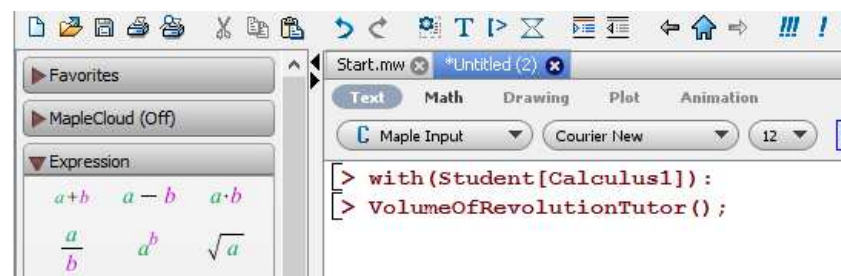 T
!!!
!
Favorites
MapleCloud (Off)
Expression
a+b a − b a·b
a/b a^b √a
Start.mw *Untitled (2)
Text Math Drawing Plot Animation
C Maple Input Courier New 12
> with(Student[Calculus1]):
> VolumeOfRevolutionTutor();